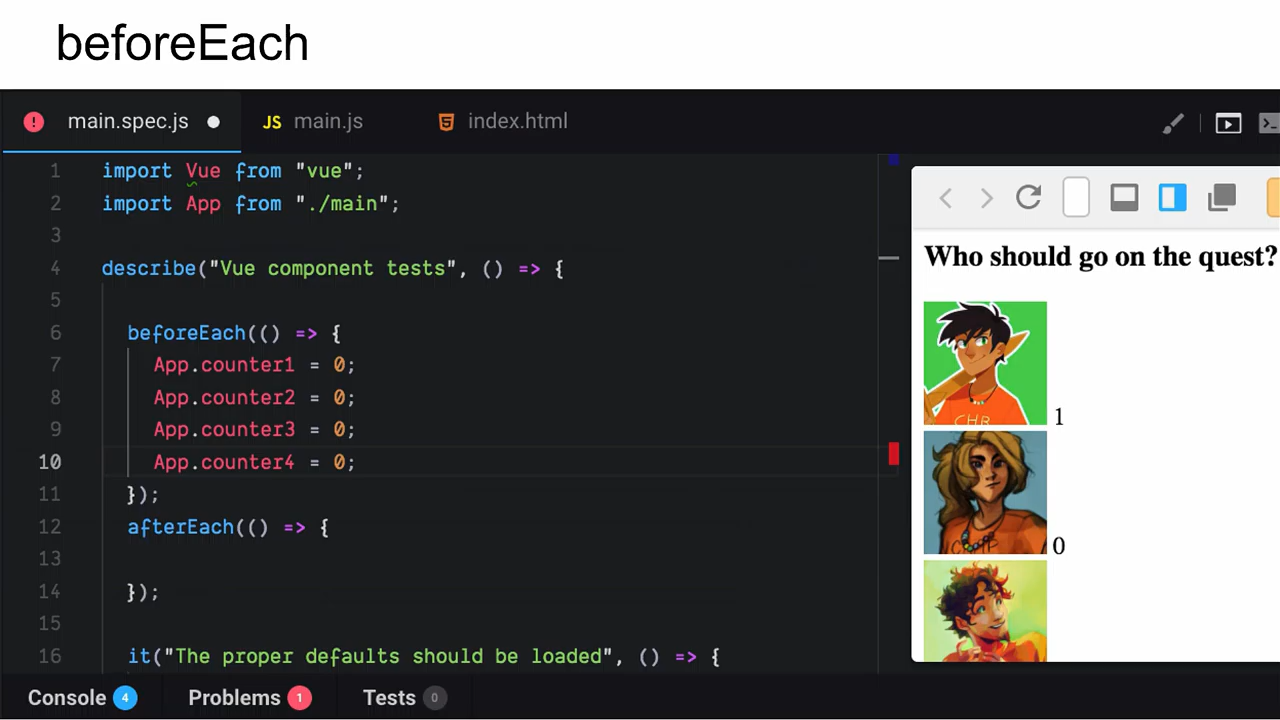 beforeEach
main.spec.js
JS main.js
index.html
1 import Vue from "vue";
2 import App from "./main";
3
4 describe("Vue component tests", () => {
5
6 beforeEach(() => {
7 App.counter1 = 0;
8 App.counter2 = 0;
9 App.counter3 = 0;
10 App.counter4 = 0;
11 });
12 afterEach(() => {
13
14 });
15
16 it("The proper defaults should be loaded", () => {
Who should go on the quest?
1
0
Console 4
Problems 1
Tests 0